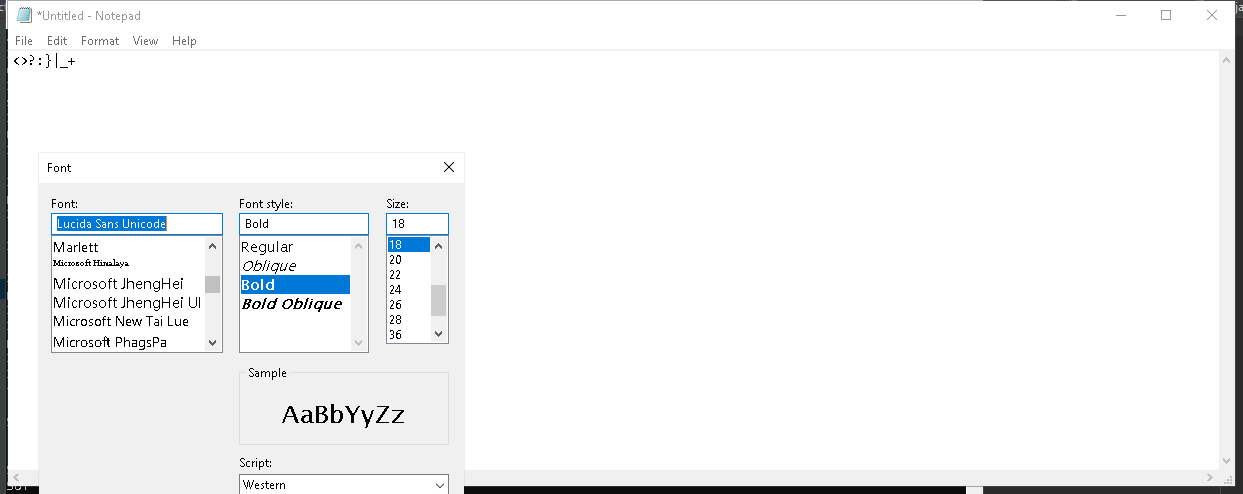 *Untitled - Notepad
File Edit Format View Help
<>?:}|_+
Font
Font: Font style: Size:
Lucida Sans Unicode Bold 18
Marlett Regular 18
Microsoft Himalaya Oblique 20
Microsoft JhengHei Bold 22
Microsoft JhengHei UI Bold Oblique 24
Microsoft New Tai Lue 26
Microsoft PhagsPa 28
36
Sample
AaBbYyZz
Script:
Western